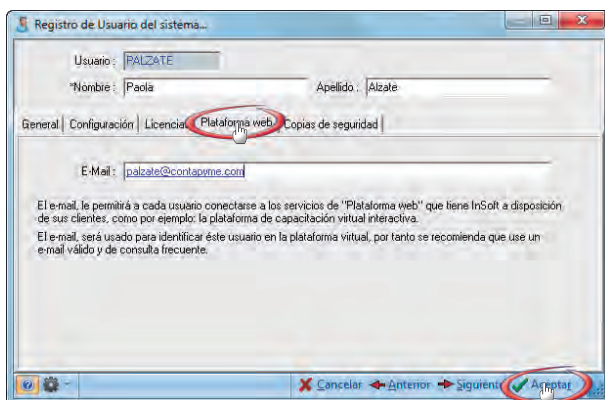 Registro de Usuario del sistema...
Usuario: PALZATE
*Nombre: Paola Apellido: Alzate
General Configuración Licencias Plataforma web Copias de seguridad
E-Mail: palzate@contapyme.com
El e-mail, le permitirá a cada usuario conectarse a los servicios de "Plataforma web" que tiene InSoft a disposición
de sus clientes, como por ejemplo: la plataforma de capacitación virtual interactiva.
El e-mail, será usado para identificar éste usuario en la plataforma virtual, por tanto se recomienda que use un
e-mail válido y de consulta frecuente.
Cancelar Anterior Siguiente Aceptar